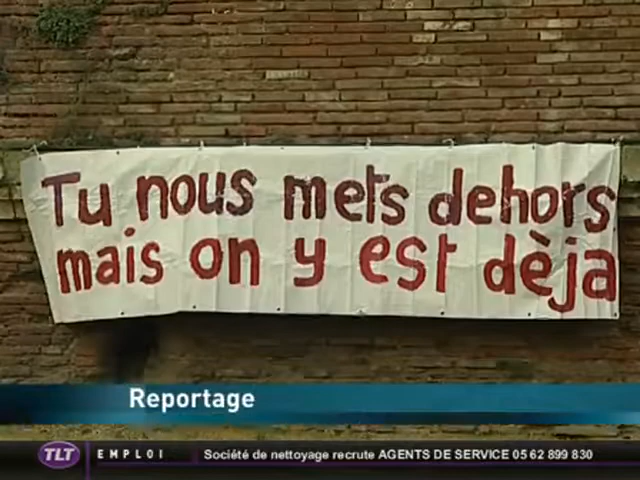 Tu nous mets dehors
mais on y est dèja
Reportage
TLT EMPLOI Société de nettoyage recrute AGENTS DE SERVICE 05 62 899 830